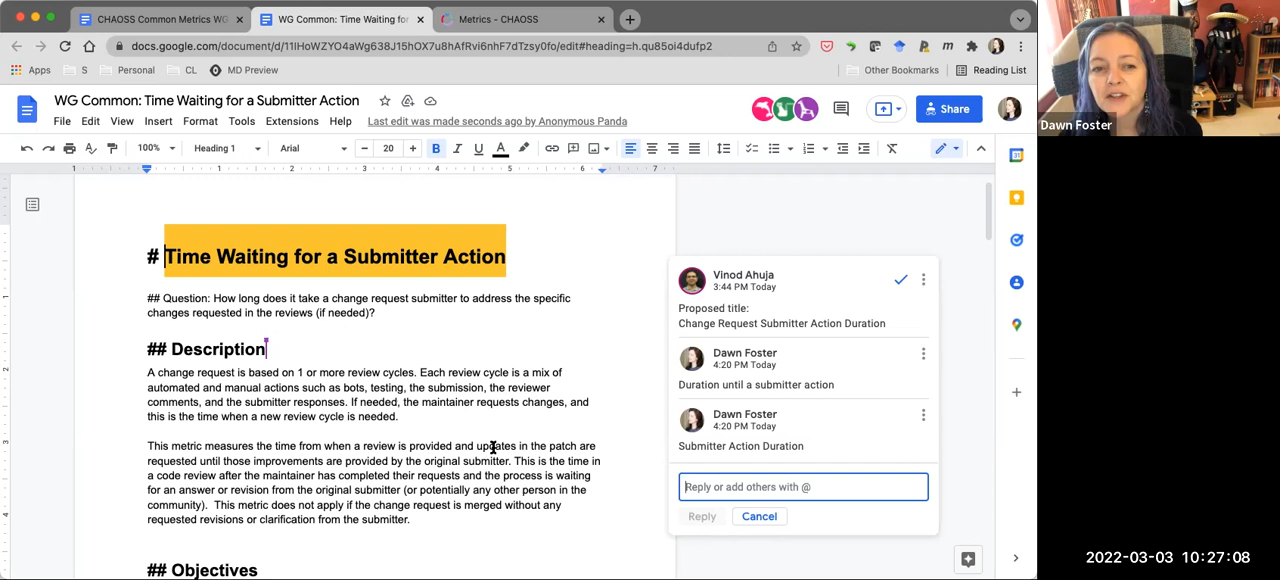 CHAOSS Common Metrics WG
WG Common: Time Waiting for
Metrics - CHAOSS
docs.google.com/document/d/11IHoWZYO4aWg638J15hOX7u8hAfRvi6nhF7dTzsy0fo/edit#heading=h.qu85oi4dufp2
Apps
S
Personal
CL
MD Preview
Other Bookmarks
Reading List
WG Common: Time Waiting for a Submitter Action
File Edit View Insert Format Tools Extensions Help
Last edit was made seconds ago by Anonymous Panda
Share
100%
Heading 1
Arial
20
1 1 2 3 4 5 6 7
# Time Waiting for a Submitter Action
## Question: How long does it take a change request submitter to address the specific
changes requested in the reviews (if needed)?
## Description
A change request is based on 1 or more review cycles. Each review cycle is a mix of
automated and manual actions such as bots, testing, the submission, the reviewer
comments, and the submitter responses. If needed, the maintainer requests changes, and
this is the time when a new review cycle is needed.
This metric measures the time from when a review is provided and updates in the patch are
requested until those improvements are provided by the original submitter. This is the time in
a code review after the maintainer has completed their requests and the process is waiting
for an answer or revision from the original submitter (or potentially any other person in the
community). This metric does not apply if the change request is merged without any
requested revisions or clarification from the submitter.
## Objectives
Vinod Ahuja
3:44 PM Today
Proposed title:
Change Request Submitter Action Duration
Dawn Foster
4:20 PM Today
Duration until a submitter action
Dawn Foster
4:20 PM Today
Submitter Action Duration
Reply or add others with @
Reply
Cancel
Dawn Foster
2022-03-03 10:27:08